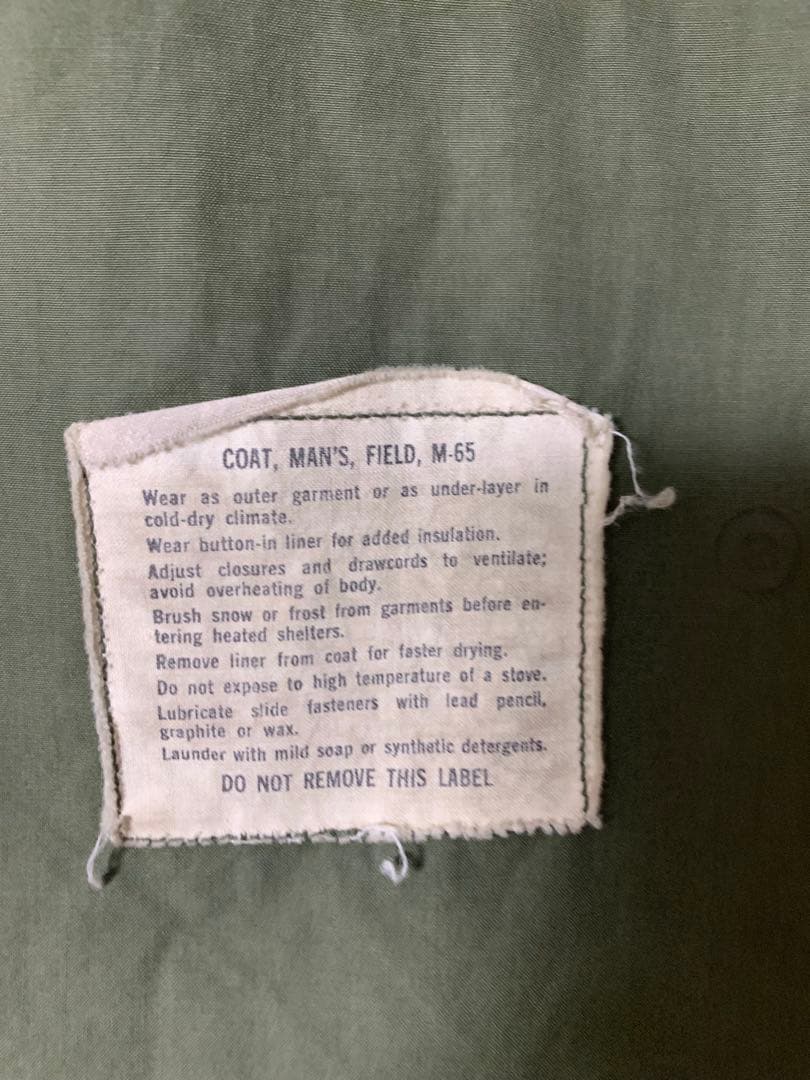 COAT, MAN'S, FIELD, M-65
Wear as outer garment or as under-layer in
cold-dry climate.
Wear button-in liner for added insulation.
Adjust closures and drawcords to ventilate;
avoid overheating of body.
Brush snow or frost from garments before en-
tering heated shelters.
Remove liner from coat for faster drying.
Do not expose to high temperature of a stove.
Lubricate slide fasteners with lead pencil,
graphite or wax.
Launder with mild soap or synthetic detergents.
DO NOT REMOVE THIS LABEL